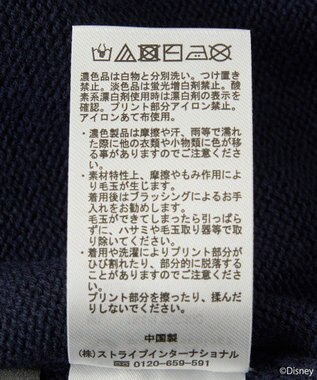 濃色品は白物と分別洗い。つけ置き
禁止。淡色品は蛍光増白剤禁止。酸
素系漂白剤使用時は漂白剤の表示を
確認。プリント部分アイロン禁止。
アイロンあて布使用。
・濃色製品は摩擦や汗、雨等で濡れ
た際に他の衣類や小物類に色が移
る事がありますのでご注意くださ
い。
・素材特性上、摩擦やもみ作用によ
り毛玉が生じます。
着用後はブラッシングによるお手
入れをお勧めします。
毛玉ができてしまったら引っぱら
ずに、ハサミや毛玉取り器等で取
り除いてください。
・着用や洗濯によりプリント部分が
ひび割れたり、部分的に脱落する
ことがありますのでご注意くださ
い。
プリント部分を擦ったり、揉んだ
りしないでください。
中国製
(株)ストライプインターナショナル
0120-659-591
©Disney